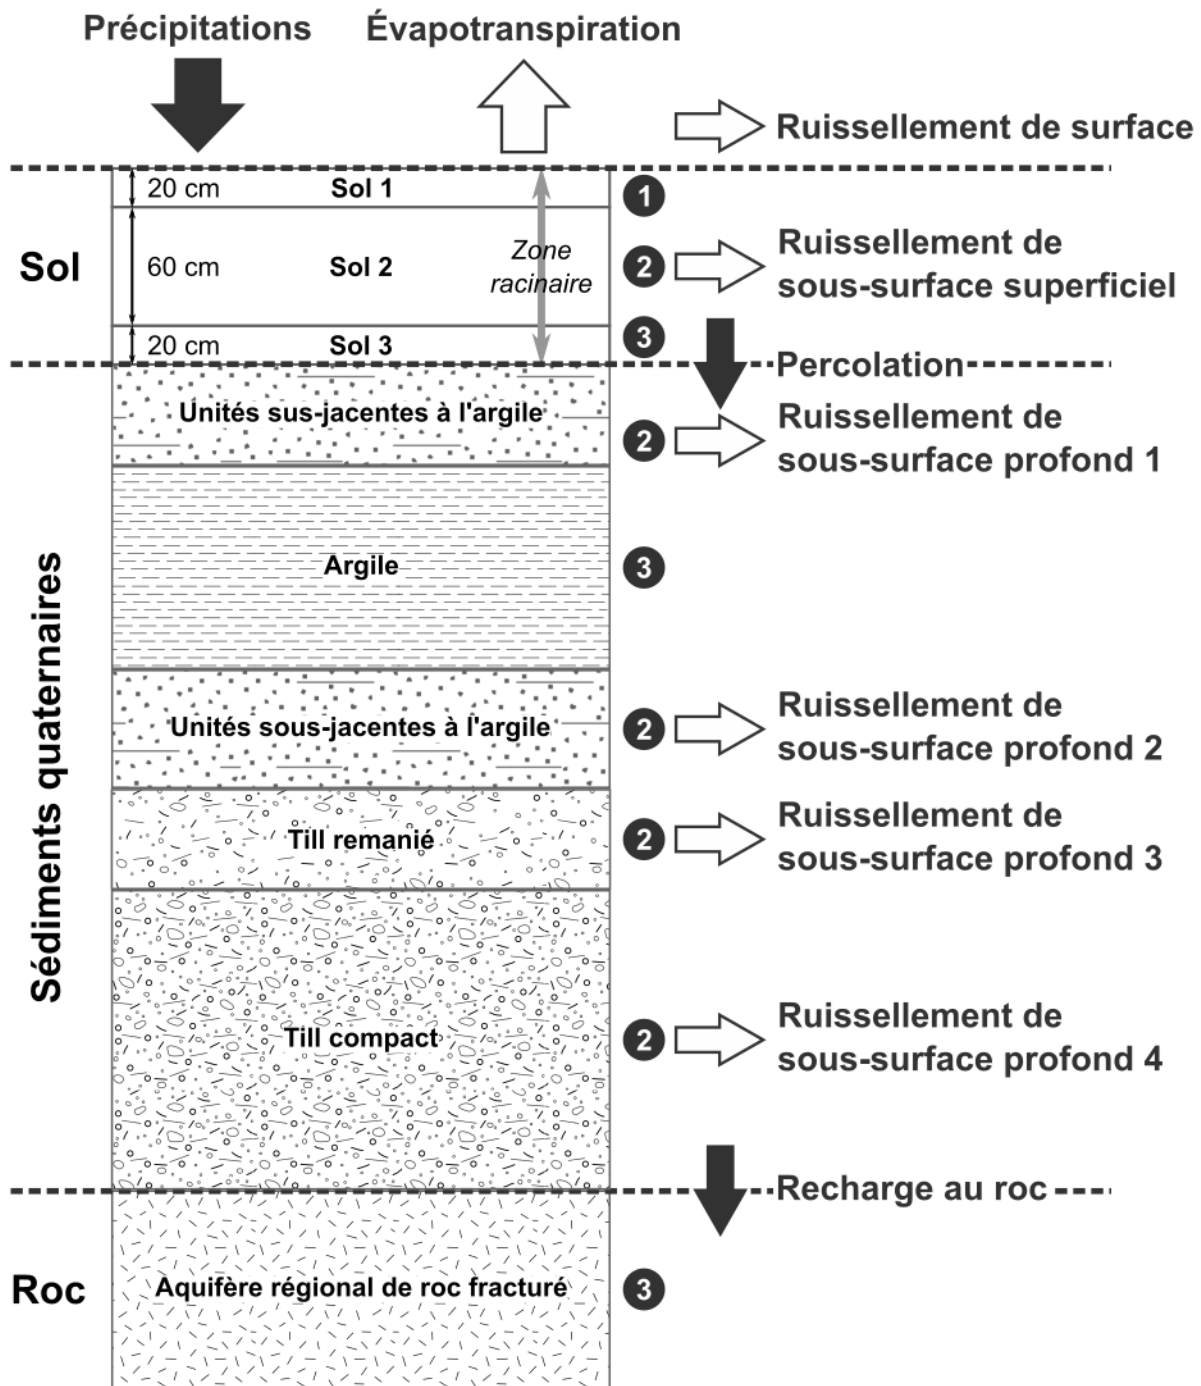 Précipitations
Évapotranspiration
Ruissellement de surface
20 cm
Sol 1
1
Sol
60 cm
Sol 2
Zone
racinaire
2
Ruissellement de
sous-surface superficiel
20 cm
Sol 3
3
Percolation
Unités sus-jacentes à l'argile
2
Ruissellement de
sous-surface profond 1
Sédiments quaternaires
Argile
3
Unités sous-jacentes à l'argile
2
Ruissellement de
sous-surface profond 2
Till remanié
2
Ruissellement de
sous-surface profond 3
Till compact
2
Ruissellement de
sous-surface profond 4
Recharge au roc
Roc
Aquifère régional de roc fracturé
3